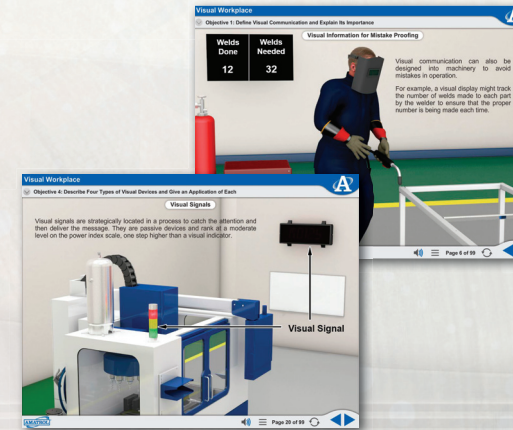 Visual Workplace
Objective 1: Define Visual Communication and Explain Its Importance
Visual Information for Mistake Proofing
Welds Done
12
Welds Needed
32
Visual communication can also be
designed into machinery to avoid
mistakes in operation.
For example, a visual display might track
the number of welds made to each part
by the welder to ensure that the proper
number is being made each time.
Page 6 of 99
Visual Workplace
Objective 4: Describe Four Types of Visual Devices and Give an Application of Each
A
Visual Signals
Visual signals are strategically located in a process to catch the attention and
then deliver the message. They are passive devices and rank at a moderate
level on the power index scale, one step higher than a visual indicator.
Visual Signal
AMATROL
Page 20 of 99